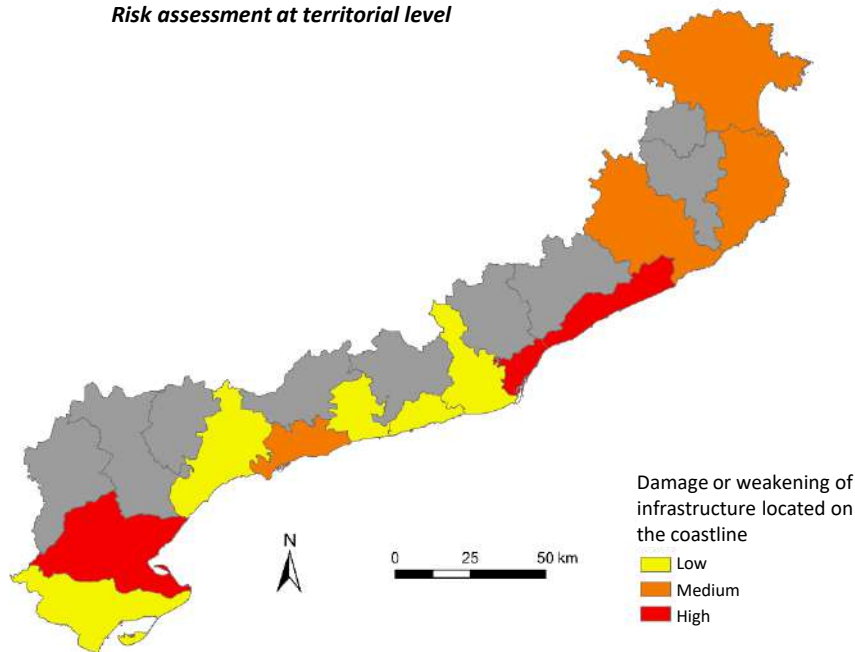 Risk assessment at territorial level
N
0 25 50 km
Damage or weakening of
infrastructure located on
the coastline
Low
Medium
High